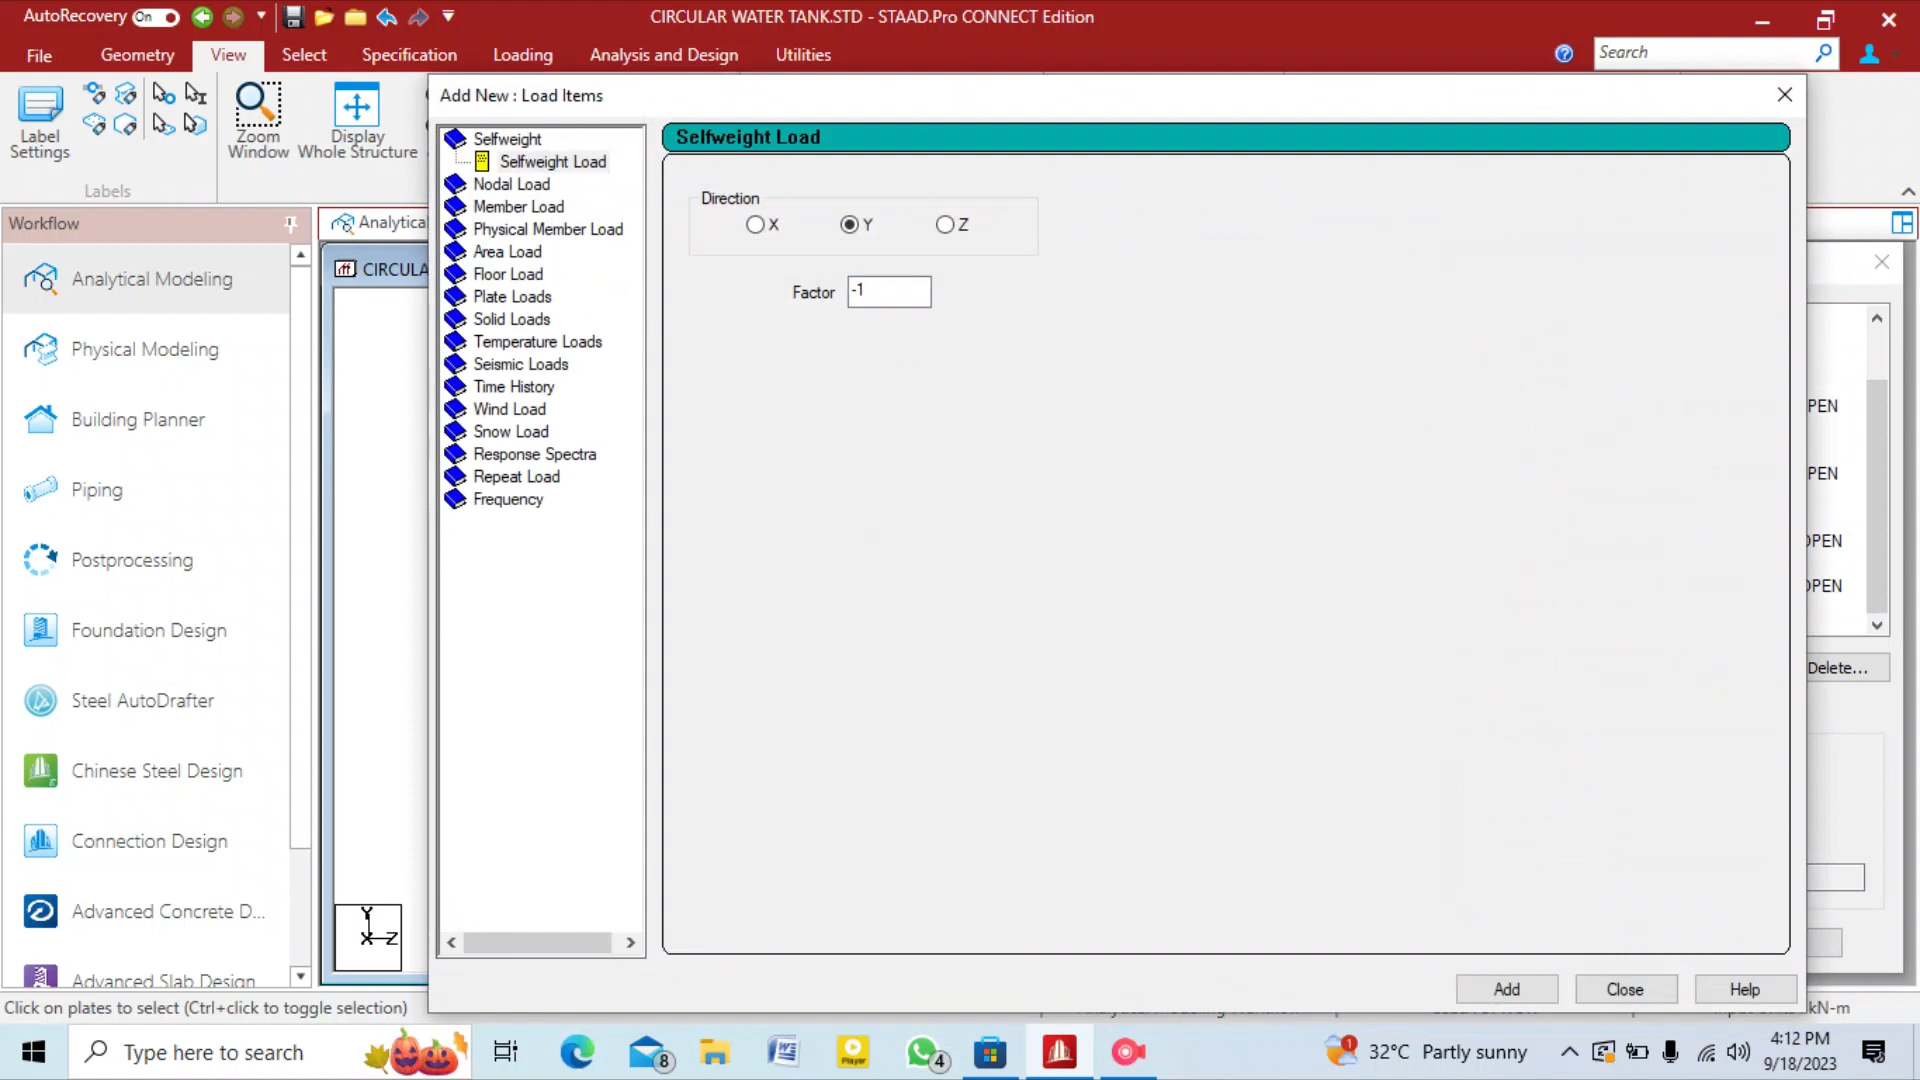 AutoRecovery On
CIRCULAR WATER TANK.STD - STAAD.Pro CONNECT Edition
File Geometry View Select Specification Loading Analysis and Design Utilities
Search
Label Settings
Zoom Window
Display Whole Structure
Labels
Workflow
Analytical
CIRCULA
Analytical Modeling
Physical Modeling
Building Planner
Piping
Postprocessing
Foundation Design
Steel AutoDrafter
Chinese Steel Design
Connection Design
Advanced Concrete D...
Advanced Slab Design
Y
X Z
Add New : Load Items
Selfweight
Selfweight Load
Nodal Load
Member Load
Physical Member Load
Area Load
Floor Load
Plate Loads
Solid Loads
Temperature Loads
Seismic Loads
Time History
Wind Load
Snow Load
Response Spectra
Repeat Load
Frequency
Selfweight Load
Direction
X Y Z
Factor -1
Add Close Help
PEN
PEN
PEN
PEN
Delete...
Click on plates to select (Ctrl+click to toggle selection)
kN-m
Type here to search
8
Player
4
1
32°C Partly sunny
4:12 PM
9/18/2023